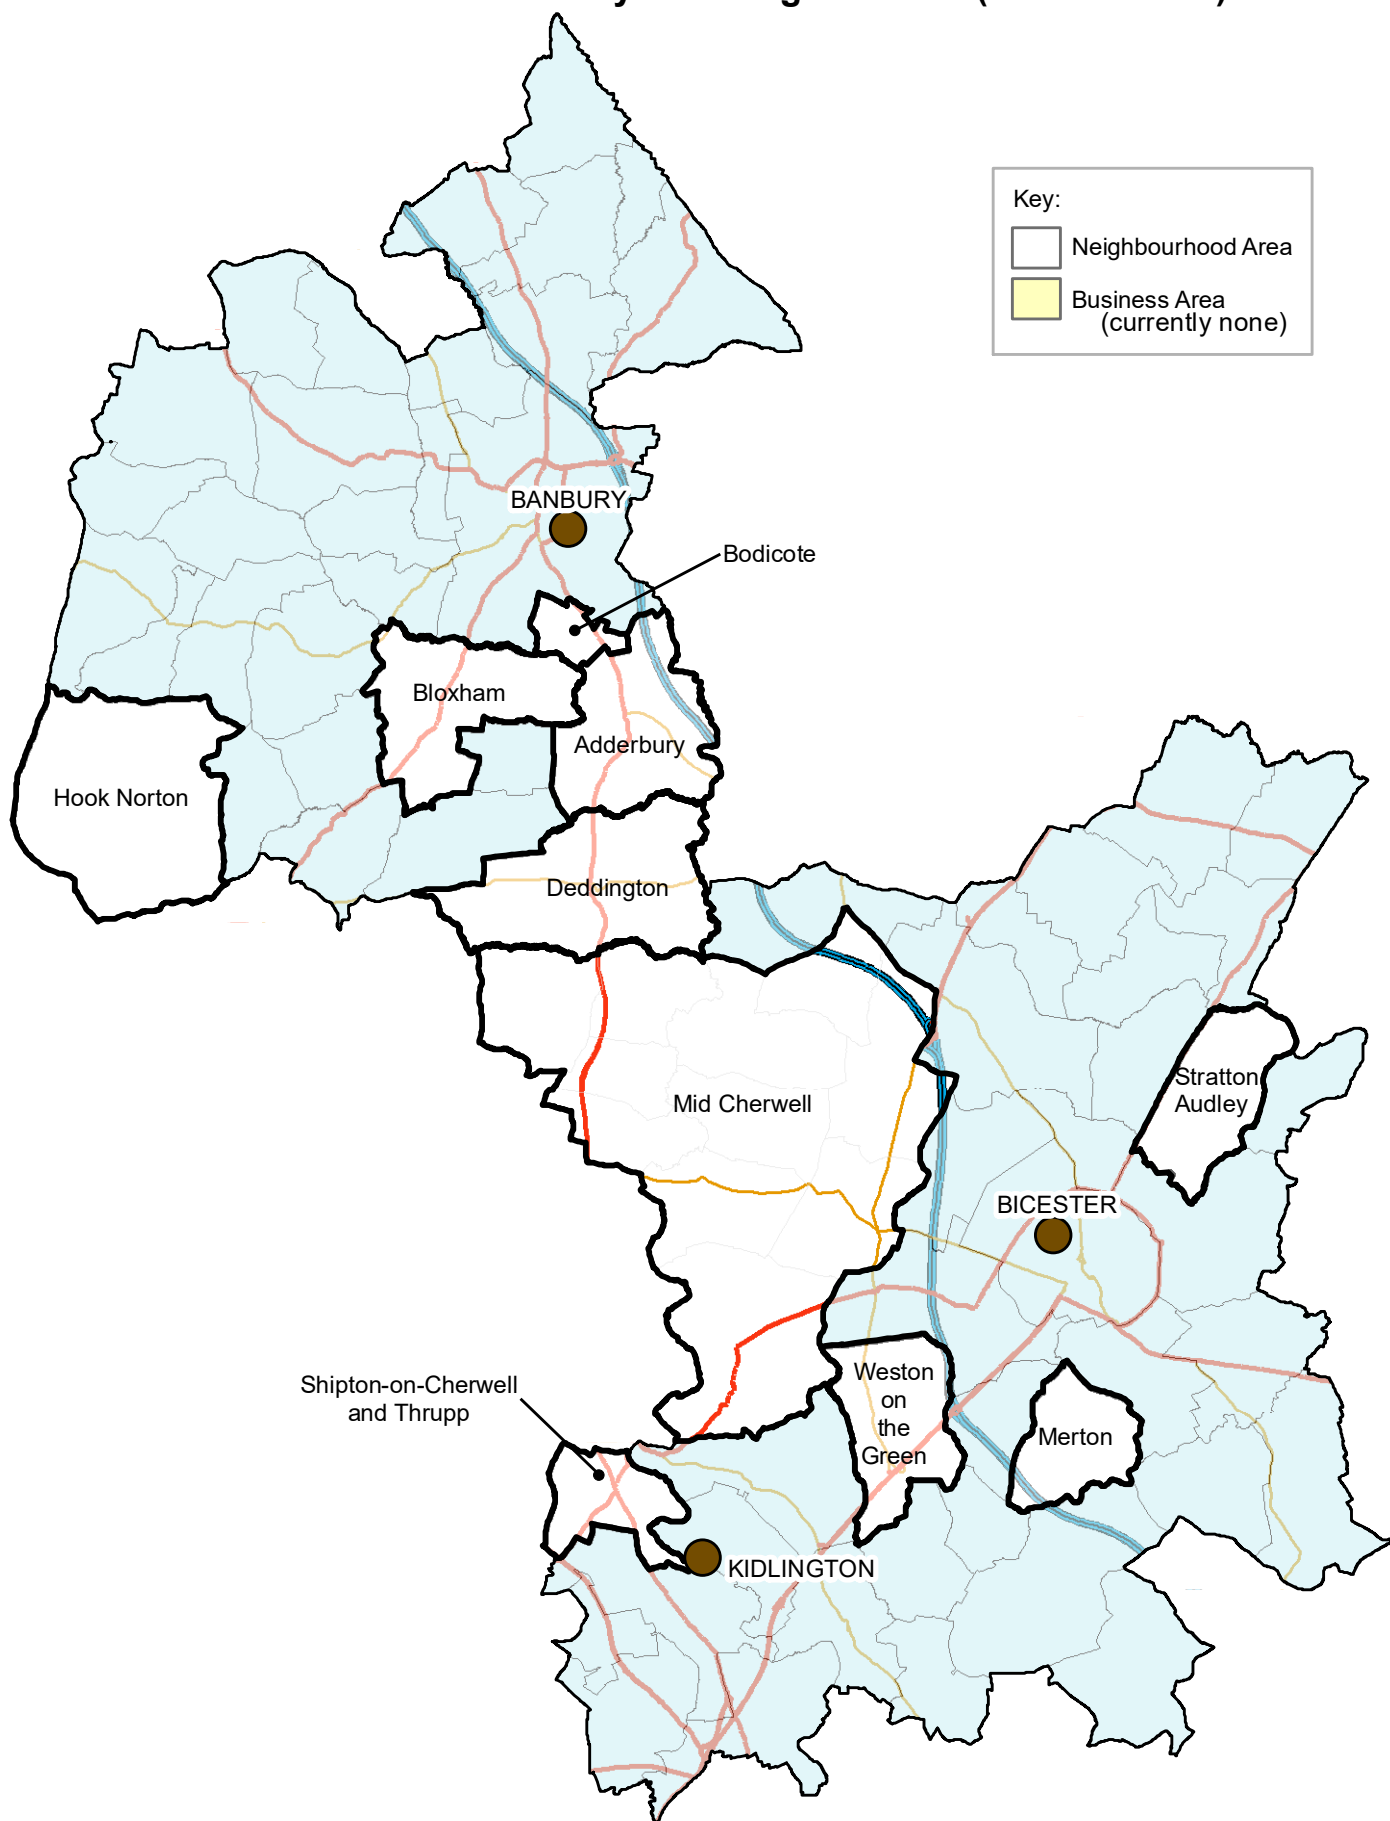 Key:
Neighbourhood Area
Business Area
(currently none)
BANBURY
Bodicote
Bloxham
Adderbury
Hook Norton
Deddington
Mid Cherwell
Stratton
Audley
BICESTER
Shipton-on-Cherwell
and Thrupp
Weston
on
the
Green
Merton
KIDLINGTON